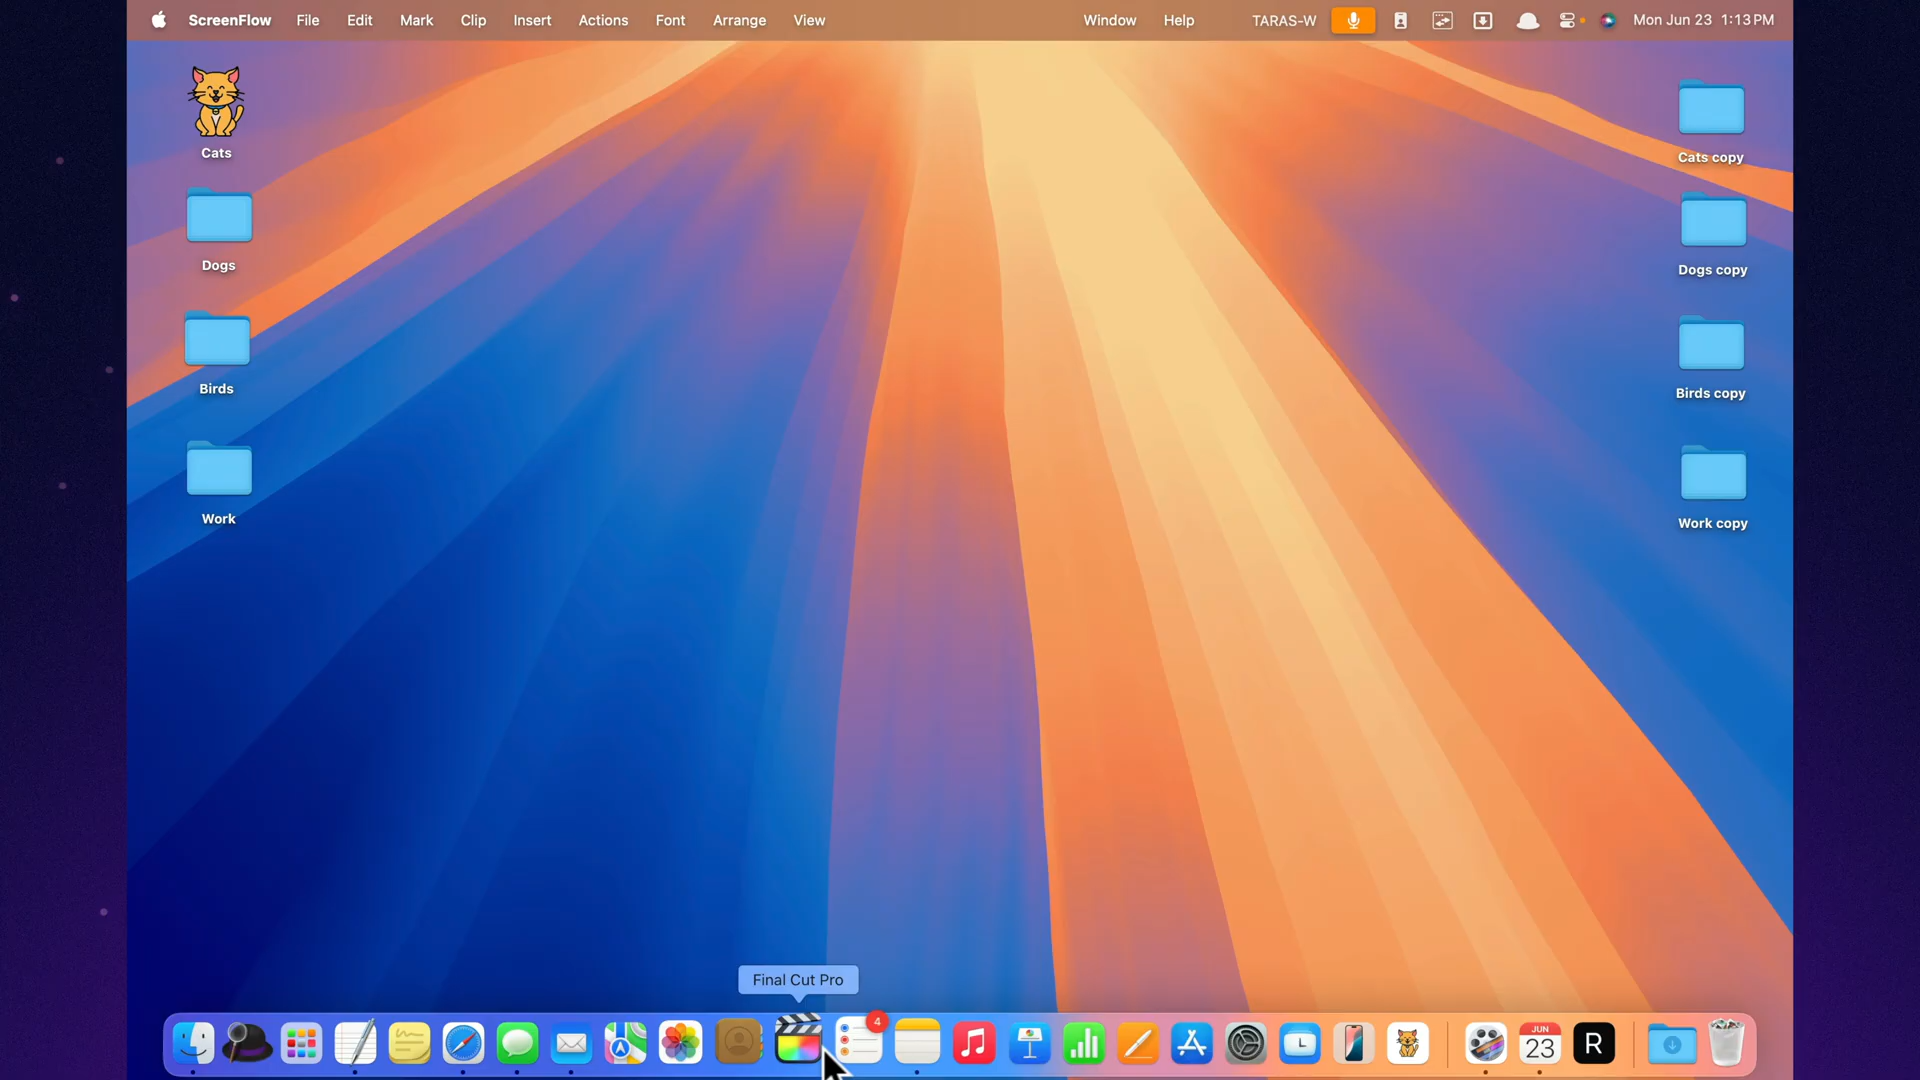 ScreenFlow File Edit Mark Clip Insert Actions Font Arrange View Window Help TARAS-W Mon Jun 23 1:13 PM
Cats
Cats copy
Dogs
Dogs copy
Birds
Birds copy
Work
Work copy
Final Cut Pro
4
JUN
23
R